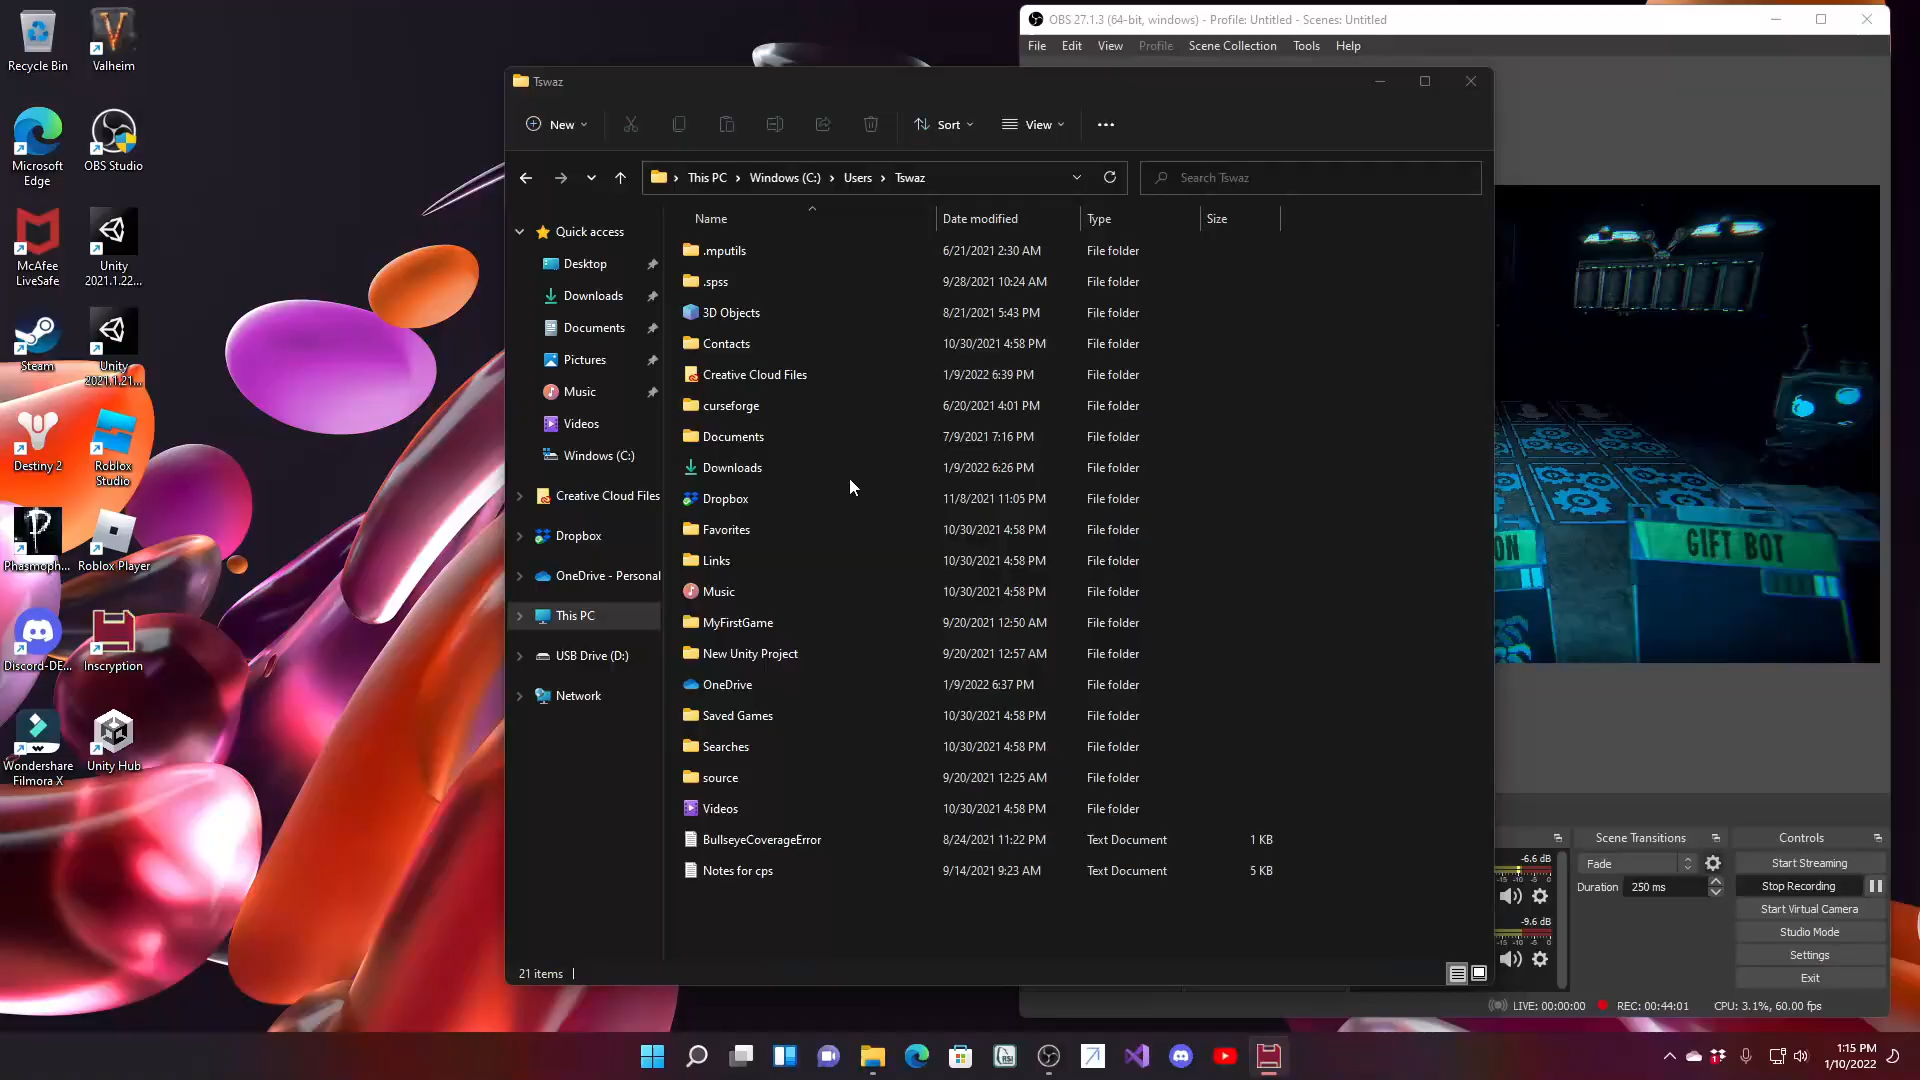 Recycle Bin
Valheim
Microsoft
Edge
OBS Studio
McAfee
LiveSafe
Unity
2021.1.22...
Steam
Unity
2021.1.21...
Destiny 2
Roblox
Studio
Phasmoph...
Roblox Player
Discord-DE...
Inscryption
Wondershare
Filmora X
Unity Hub
OBS 27.1.3 (64-bit, windows) - Profile: Untitled - Scenes: Untitled
File Edit View Profile Scene Collection Tools Help
Tswaz
New Sort View
This PC Windows (C:) Users Tswaz Search Tswaz
Name Date modified Type Size
Quick access
Desktop
Downloads
Documents
Pictures
Music
Videos
Windows (C:)
Creative Cloud Files
Dropbox
OneDrive - Personal
This PC
USB Drive (D:)
Network
.mputils 6/21/2021 2:30 AM File folder
.spss 9/28/2021 10:24 AM File folder
3D Objects 8/21/2021 5:43 PM File folder
Contacts 10/30/2021 4:58 PM File folder
Creative Cloud Files 1/9/2022 6:39 PM File folder
curseforge 6/20/2021 4:01 PM File folder
Documents 7/9/2021 7:16 PM File folder
Downloads 1/9/2022 6:26 PM File folder
Dropbox 11/8/2021 11:05 PM File folder
Favorites 10/30/2021 4:58 PM File folder
Links 10/30/2021 4:58 PM File folder
Music 10/30/2021 4:58 PM File folder
MyFirstGame 9/20/2021 12:50 AM File folder
New Unity Project 9/20/2021 12:57 AM File folder
OneDrive 1/9/2022 6:37 PM File folder
Saved Games 10/30/2021 4:58 PM File folder
Searches 10/30/2021 4:58 PM File folder
source 9/20/2021 12:25 AM File folder
Videos 10/30/2021 4:58 PM File folder
BullseyeCoverageError 8/24/2021 11:22 PM Text Document 1 KB
Notes for cps 9/14/2021 9:23 AM Text Document 5 KB
21 items
GIFT BOT
-6.6 dB
-15 -10 -5 0
-9.6 dB
-15 -10 -5 0
Scene Transitions
Fade
Duration 250 ms
Controls
Start Streaming
Stop Recording
Start Virtual Camera
Studio Mode
Settings
Exit
LIVE: 00:00:00 REC: 00:44:01 CPU: 3.1%, 60.00 fps
1:15 PM
1/10/2022